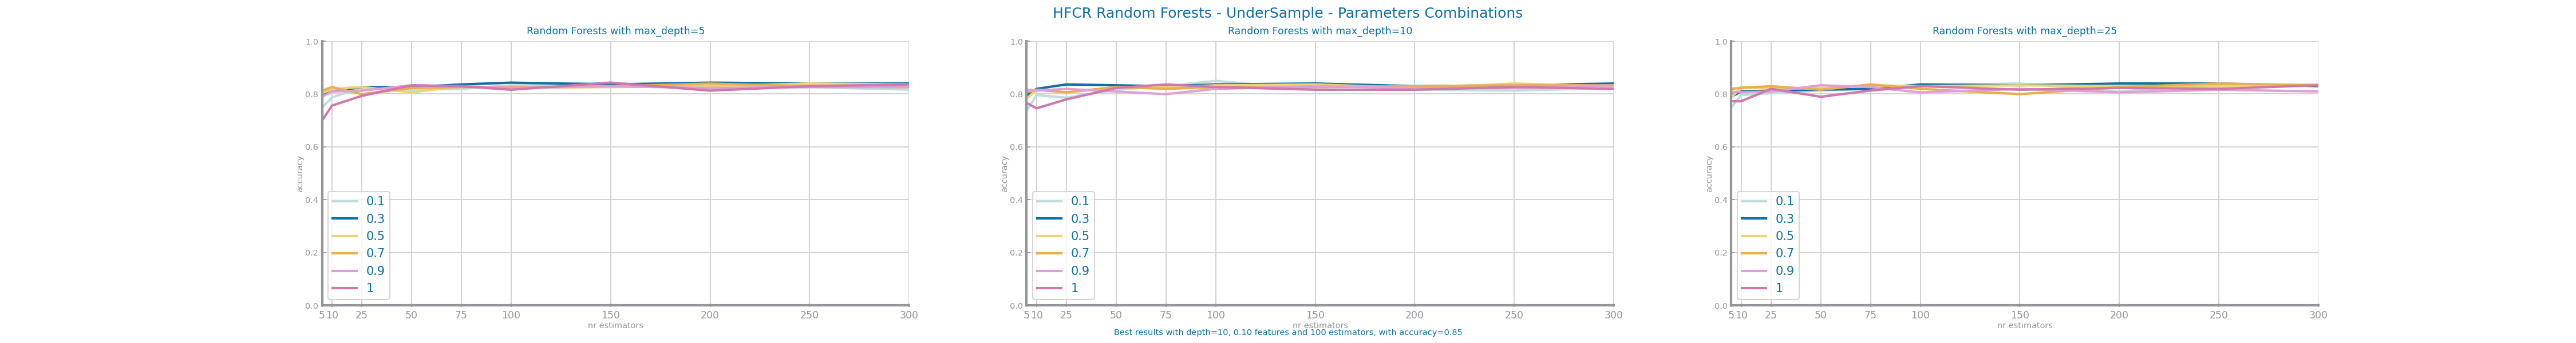 HFCR Random Forests - UnderSample - Parameters Combinations
Random Forests with max_depth=5
1.0
0.8
0.6
0.4
0.2
0.0
accuracy
0.1
0.3
0.5
0.7
0.9
1
5 10 25 50 75 100 150 200 250 300
nr estimators
Random Forests with max_depth=10
1.0
0.8
0.6
0.4
0.2
0.0
accuracy
0.1
0.3
0.5
0.7
0.9
1
5 10 25 50 75 100 150 200 250 300
nr estimators
Random Forests with max_depth=25
1.0
0.8
0.6
0.4
0.2
0.0
accuracy
0.1
0.3
0.5
0.7
0.9
1
5 10 25 50 75 100 150 200 250 300
nr estimators
Best results with depth=10, 0.10 features and 100 estimators, with accuracy=0.85